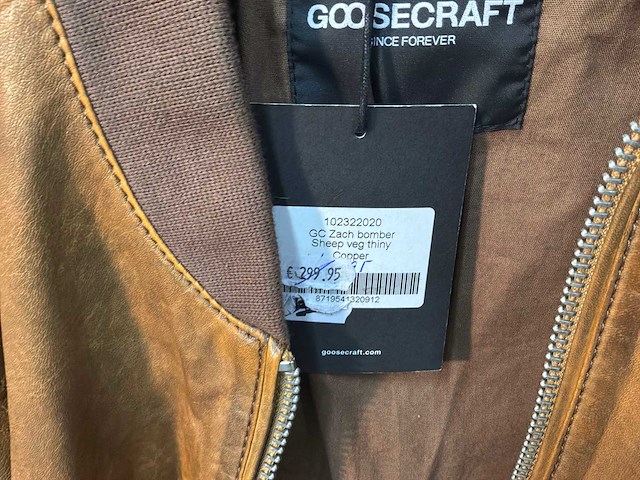 GOOSECRAFT
SINCE FOREVER
102322020
GC Zach bomber
Sheep veg thiny
Copper
€ 299.95
8719541320912
goosecraft.com